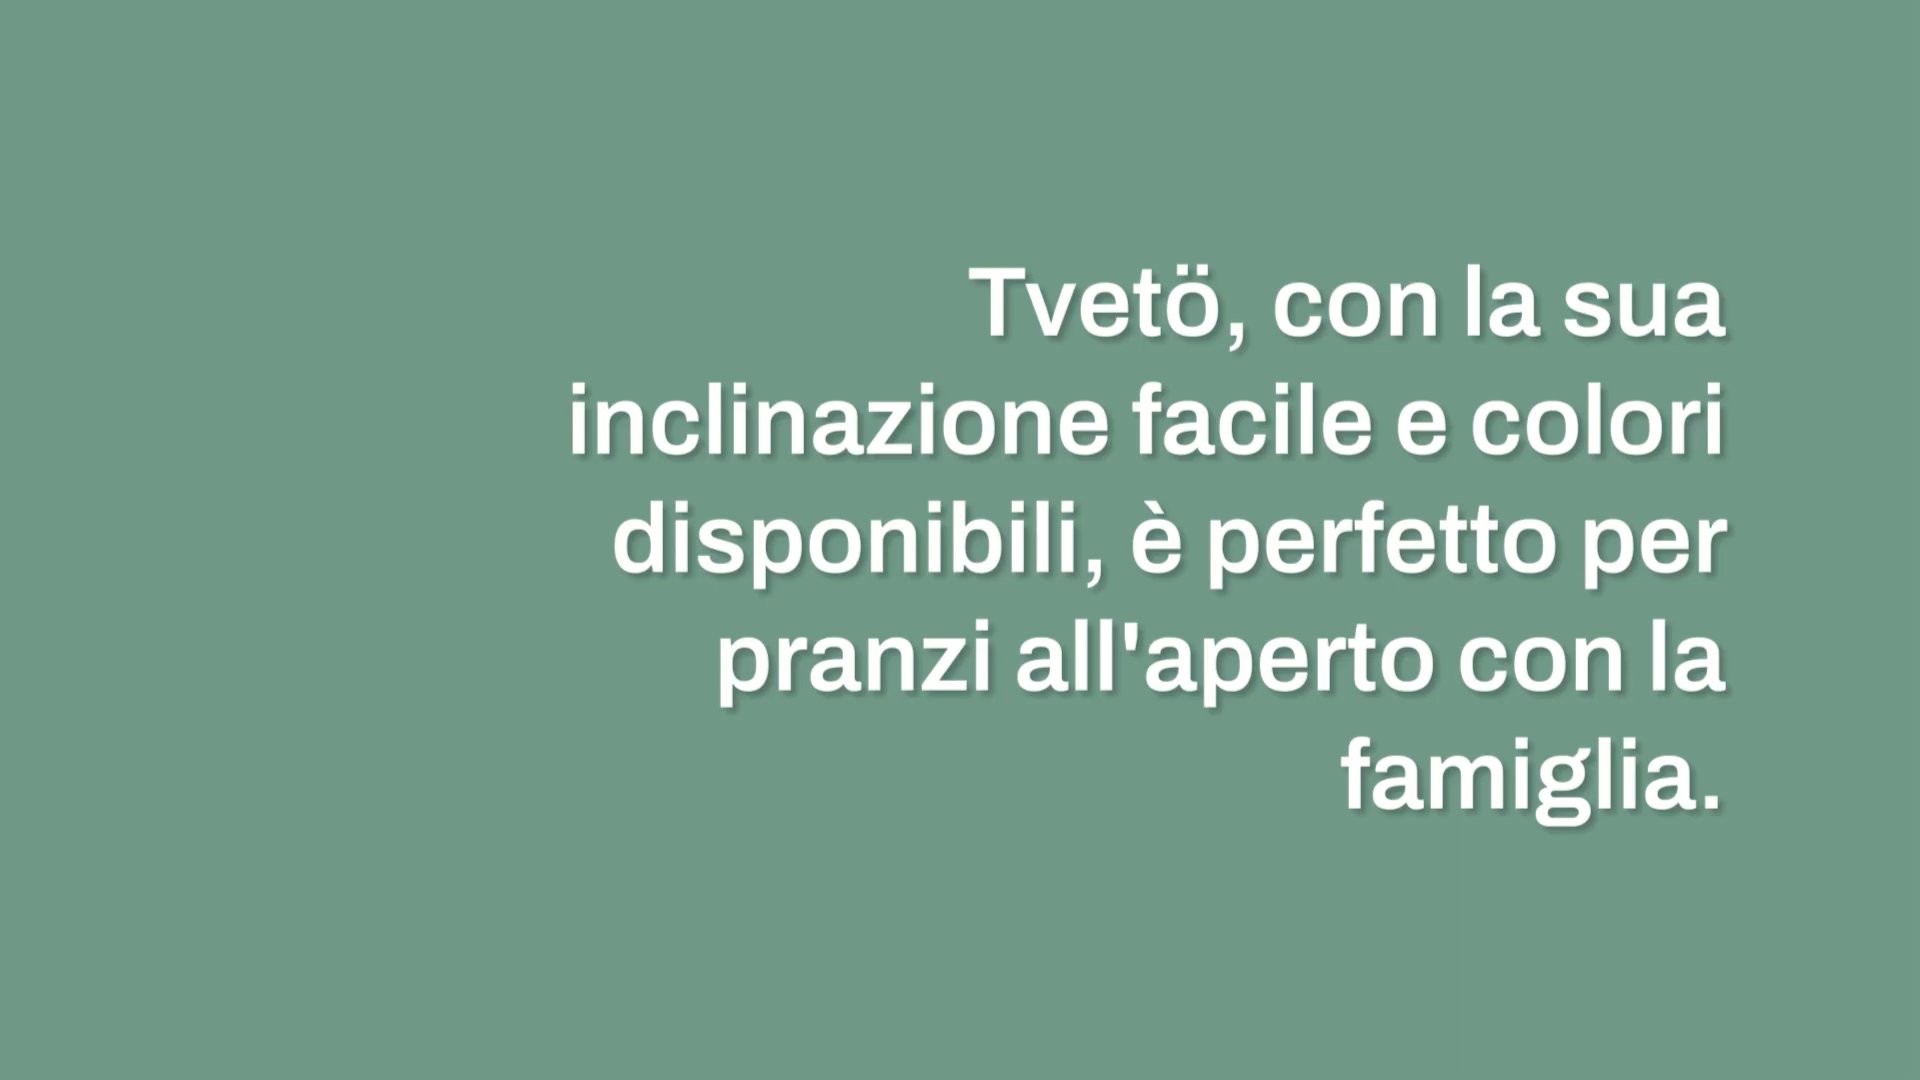 Tvetö, con la sua
inclinazione facile e colori
disponibili, è perfetto per
pranzi all'aperto con la
famiglia.